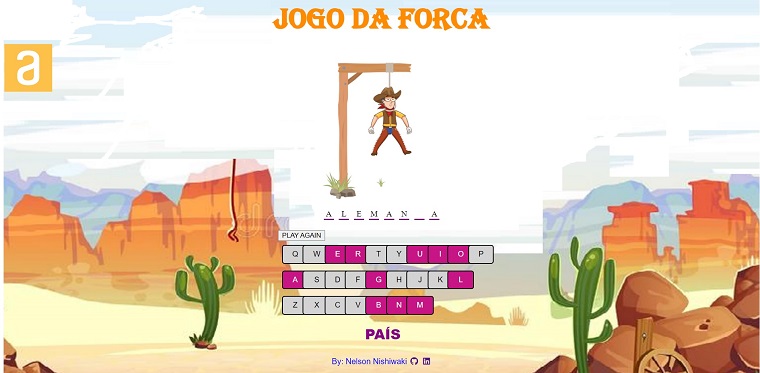 JOGO DA FORCA
a
A L E M A N _ A
PLAY AGAIN
Q W E R T Y U I O P
A S D F G H J K L
Z X C V B N M
PAÍS
By: Nelson Nishiwaki